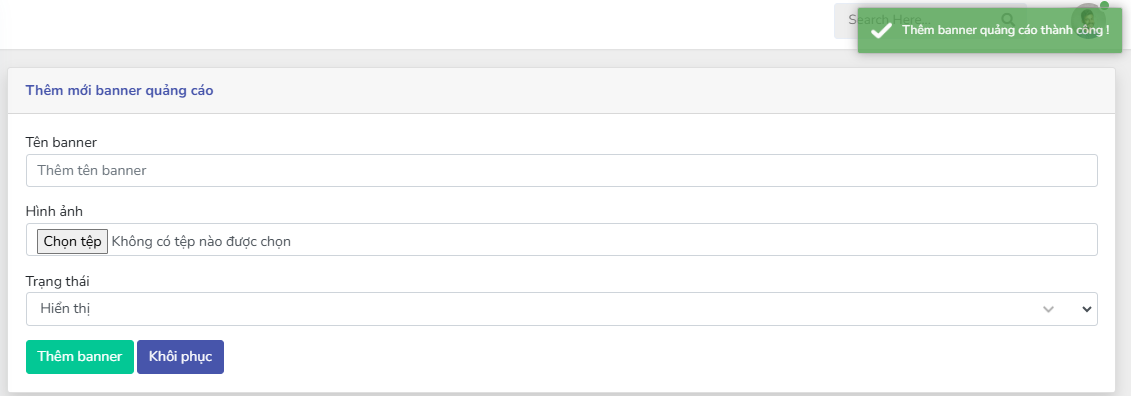 Search Here...
Thêm banner quảng cáo thành công !
Thêm mới banner quảng cáo
Tên banner
Thêm tên banner
Hình ảnh
Chọn tệp Không có tệp nào được chọn
Trạng thái
Hiển thị
Thêm banner Khôi phục